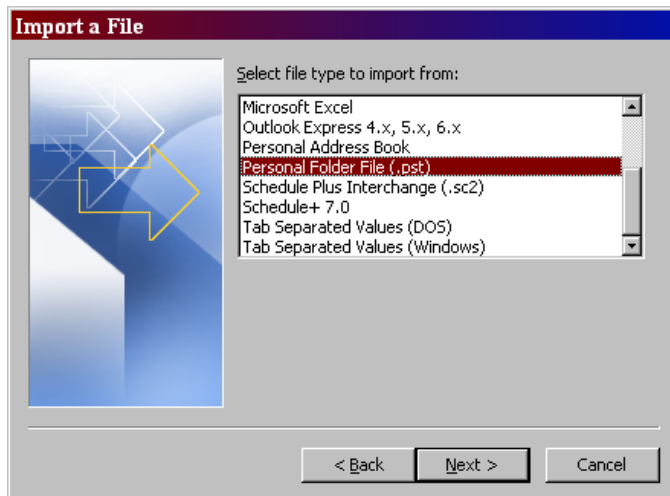 Import a File
Select file type to import from:
Microsoft Excel
Outlook Express 4.x, 5.x, 6.x
Personal Address Book
Personal Folder File (.pst)
Schedule Plus Interchange (.sc2)
Schedule+ 7.0
Tab Separated Values (DOS)
Tab Separated Values (Windows)
< Back Next > Cancel